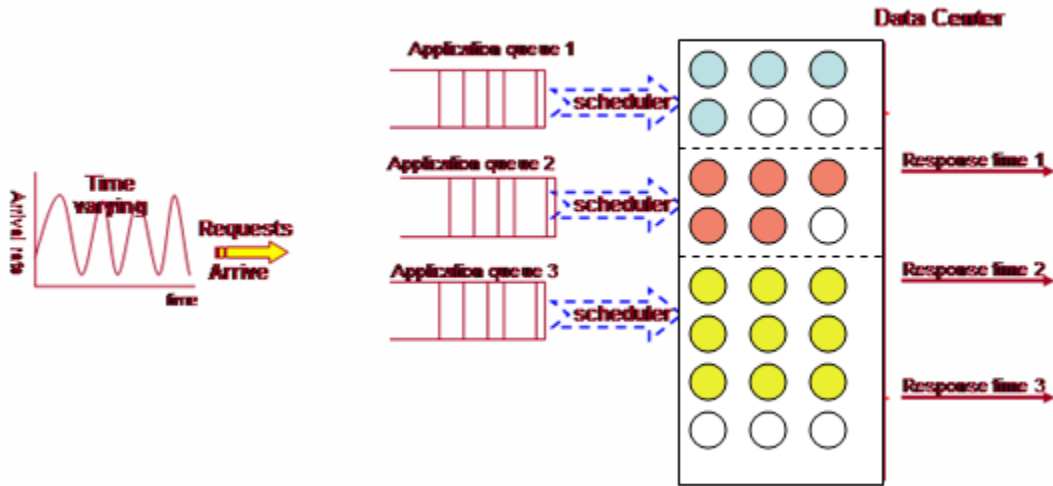 Data Center
Application queue 1
scheduler
Application queue 2
scheduler
Response time 1
Time
varying
Arrival rate
Requests
Arrive
time
Application queue 3
scheduler
Response time 2
Response time 3